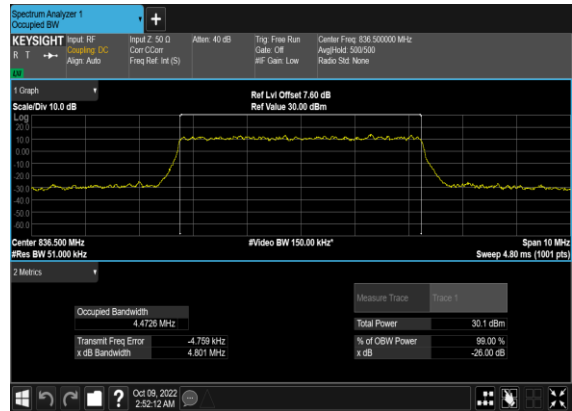 Spectrum Analyzer 1
Occupied BW
+
KEYSIGHT Input: RF Input Z: 50 Ω Atten: 40 dB Trig: Free Run Center Freq: 836.500000 MHz
R T Coupling: DC Corr CCorr Gate: Off Avg|Hold: 500/500
Align: Auto Freq Ref: Int (S) #IF Gain: Low Radio Std: None
1 Graph
Ref Lvl Offset 7.60 dB
Scale/Div 10.0 dB Ref Value 30.00 dBm
Log
20.0
10.0
0.00
-10.0
-20.0
-30.0
-40.0
-50.0
-60.0
Center 836.500 MHz #Video BW 150.00 kHz* Span 10 MHz
#Res BW 51.000 kHz Sweep 4.80 ms (1001 pts)
2 Metrics
Measure Trace Trace 1
Occupied Bandwidth
4.4726 MHz Total Power 30.1 dBm
Transmit Freq Error -4.759 kHz % of OBW Power 99.00 %
x dB Bandwidth 4.801 MHz x dB -26.00 dB
? Oct 09, 2022
2:52:12 AM